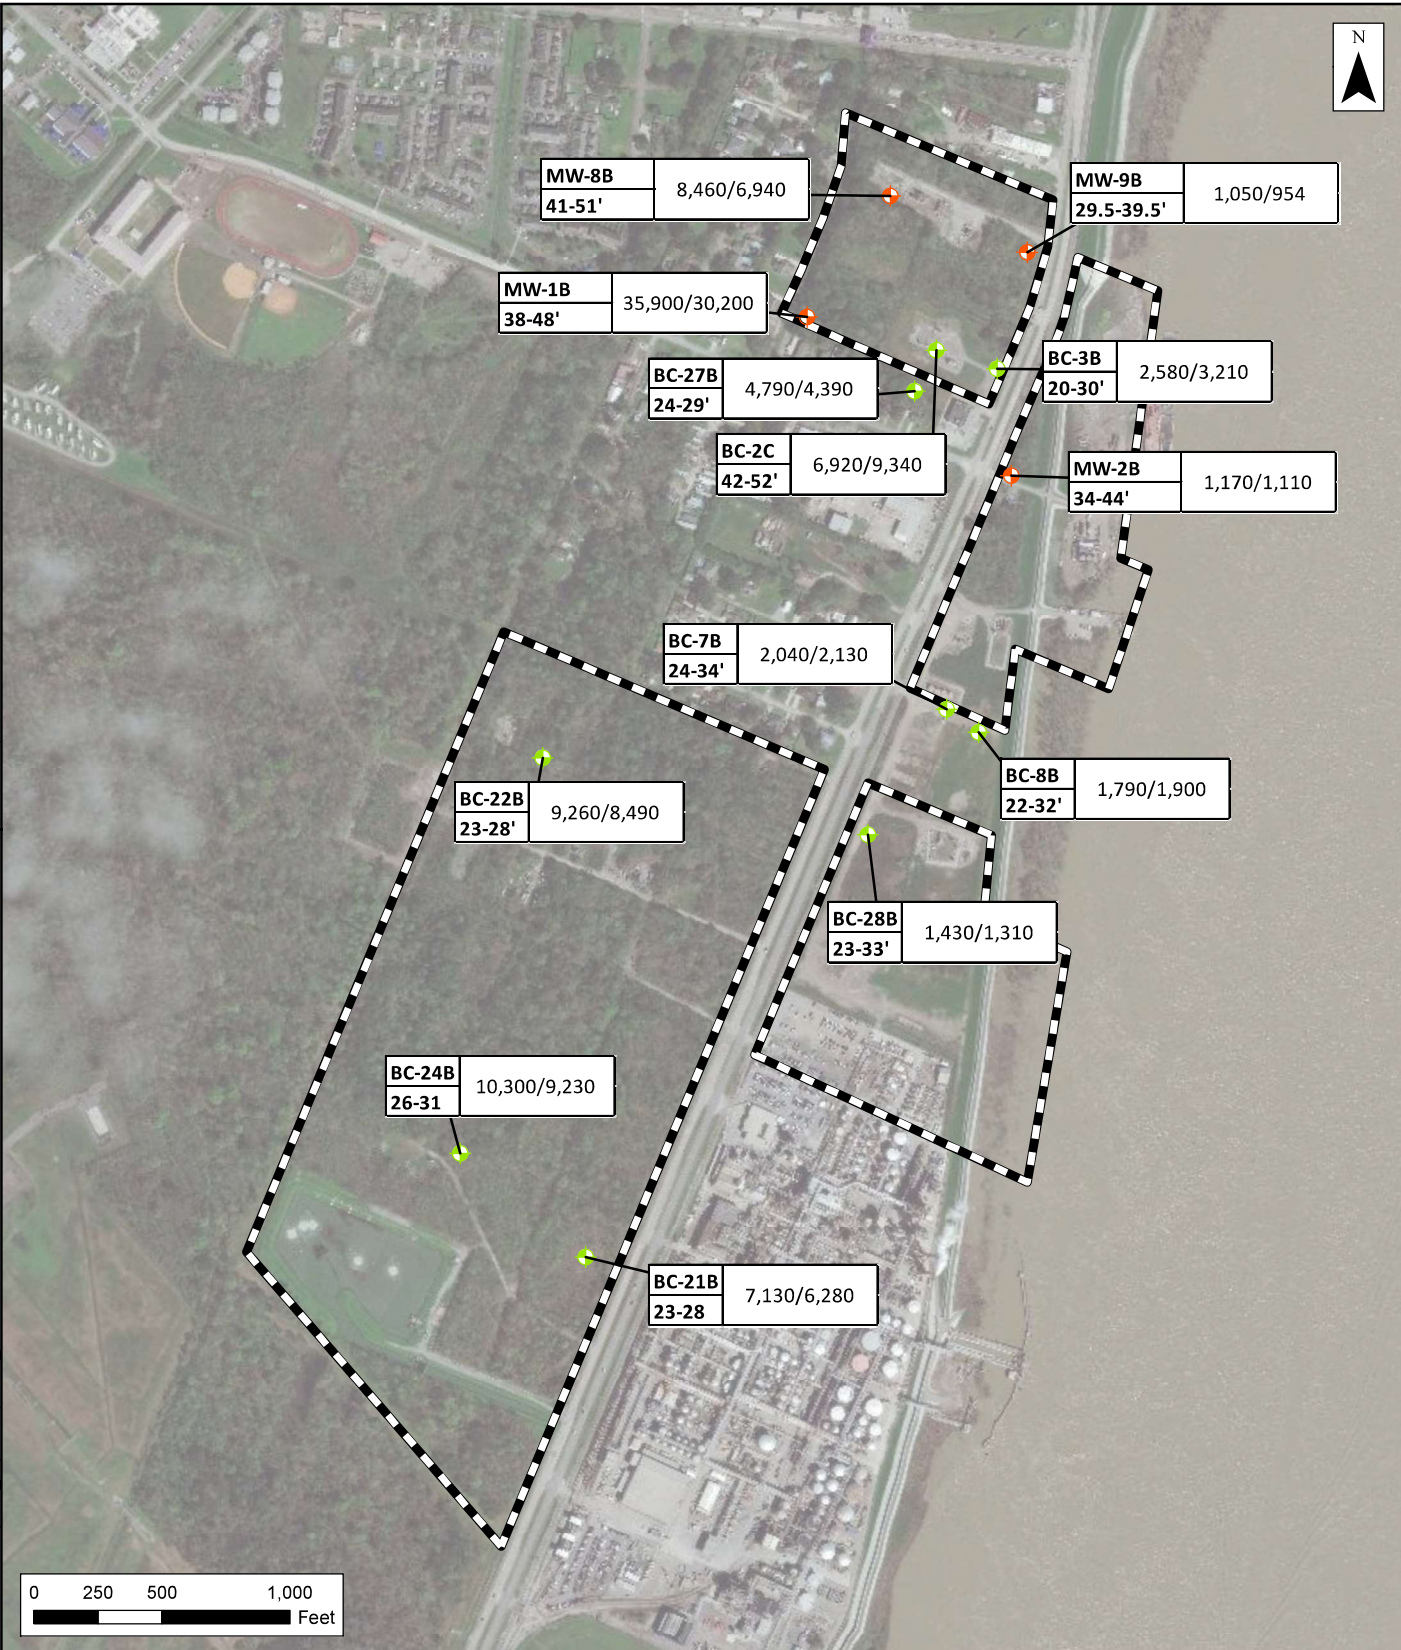 N
MW-8B
41-51'
8,460/6,940
MW-9B
29.5-39.5'
1,050/954
MW-1B
38-48'
35,900/30,200
BC-3B
20-30'
2,580/3,210
BC-27B
24-29'
4,790/4,390
BC-2C
42-52'
6,920/9,340
MW-2B
34-44'
1,170/1,110
BC-7B
24-34'
2,040/2,130
BC-8B
22-32'
1,790/1,900
BC-22B
23-28'
9,260/8,490
BC-28B
23-33'
1,430/1,310
BC-24B
26-31
10,300/9,230
BC-21B
23-28
7,130/6,280
0 250 500 1,000
Feet